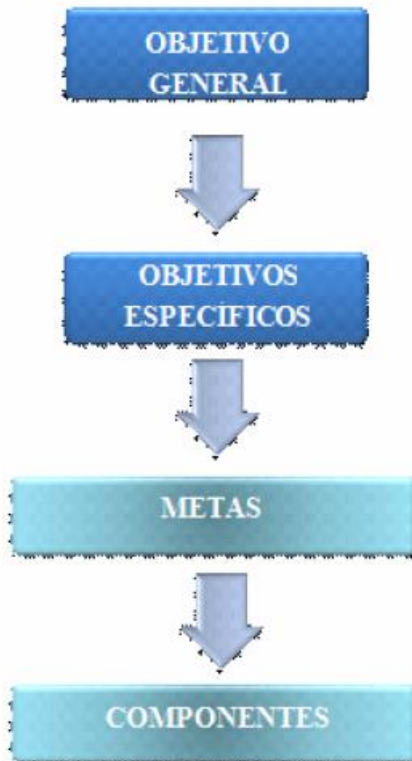 OBJETIVO
GENERAL
OBJETIVOS
ESPECÍFICOS
METAS
COMPONENTES